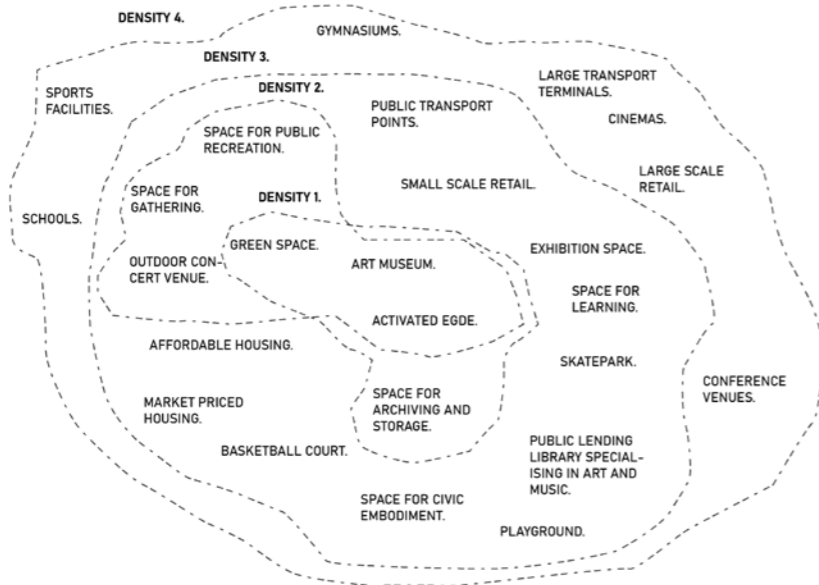 DENSITY 4.
GYMNASIUMS.
DENSITY 3.
SPORTS
FACILITIES.
LARGE TRANSPORT
TERMINALS.
DENSITY 2.
PUBLIC TRANSPORT
POINTS.
CINEMAS.
SPACE FOR PUBLIC
RECREATION.
LARGE SCALE
RETAIL.
SMALL SCALE RETAIL.
SPACE FOR
GATHERING.
DENSITY 1.
SCHOOLS.
GREEN SPACE.
EXHIBITION SPACE.
OUTDOOR CON-
CERT VENUE.
ART MUSEUM.
SPACE FOR
LEARNING.
ACTIVATED EGDE.
AFFORDABLE HOUSING.
SKATEPARK.
CONFERENCE
VENUES.
MARKET PRICED
HOUSING.
SPACE FOR
ARCHIVING AND
STORAGE.
BASKETBALL COURT.
PUBLIC LENDING
LIBRARY SPECIAL-
ISING IN ART AND
MUSIC.
SPACE FOR CIVIC
EMBODIMENT.
PLAYGROUND.